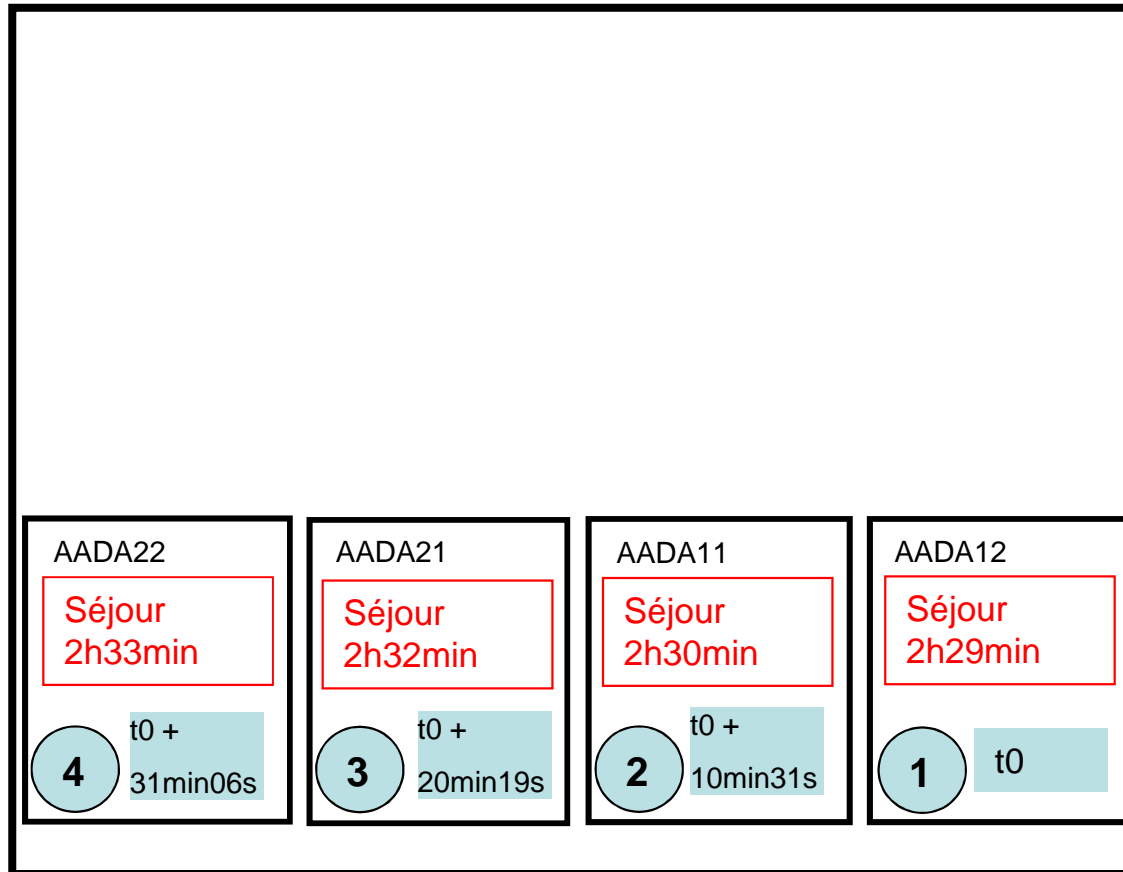 AADA22
Séjour
2h33min
4
t0 +
31min06s
AADA21
Séjour
2h32min
3
t0 +
20min19s
AADA11
Séjour
2h30min
2
t0 +
10min31s
AADA12
Séjour
2h29min
1
t0